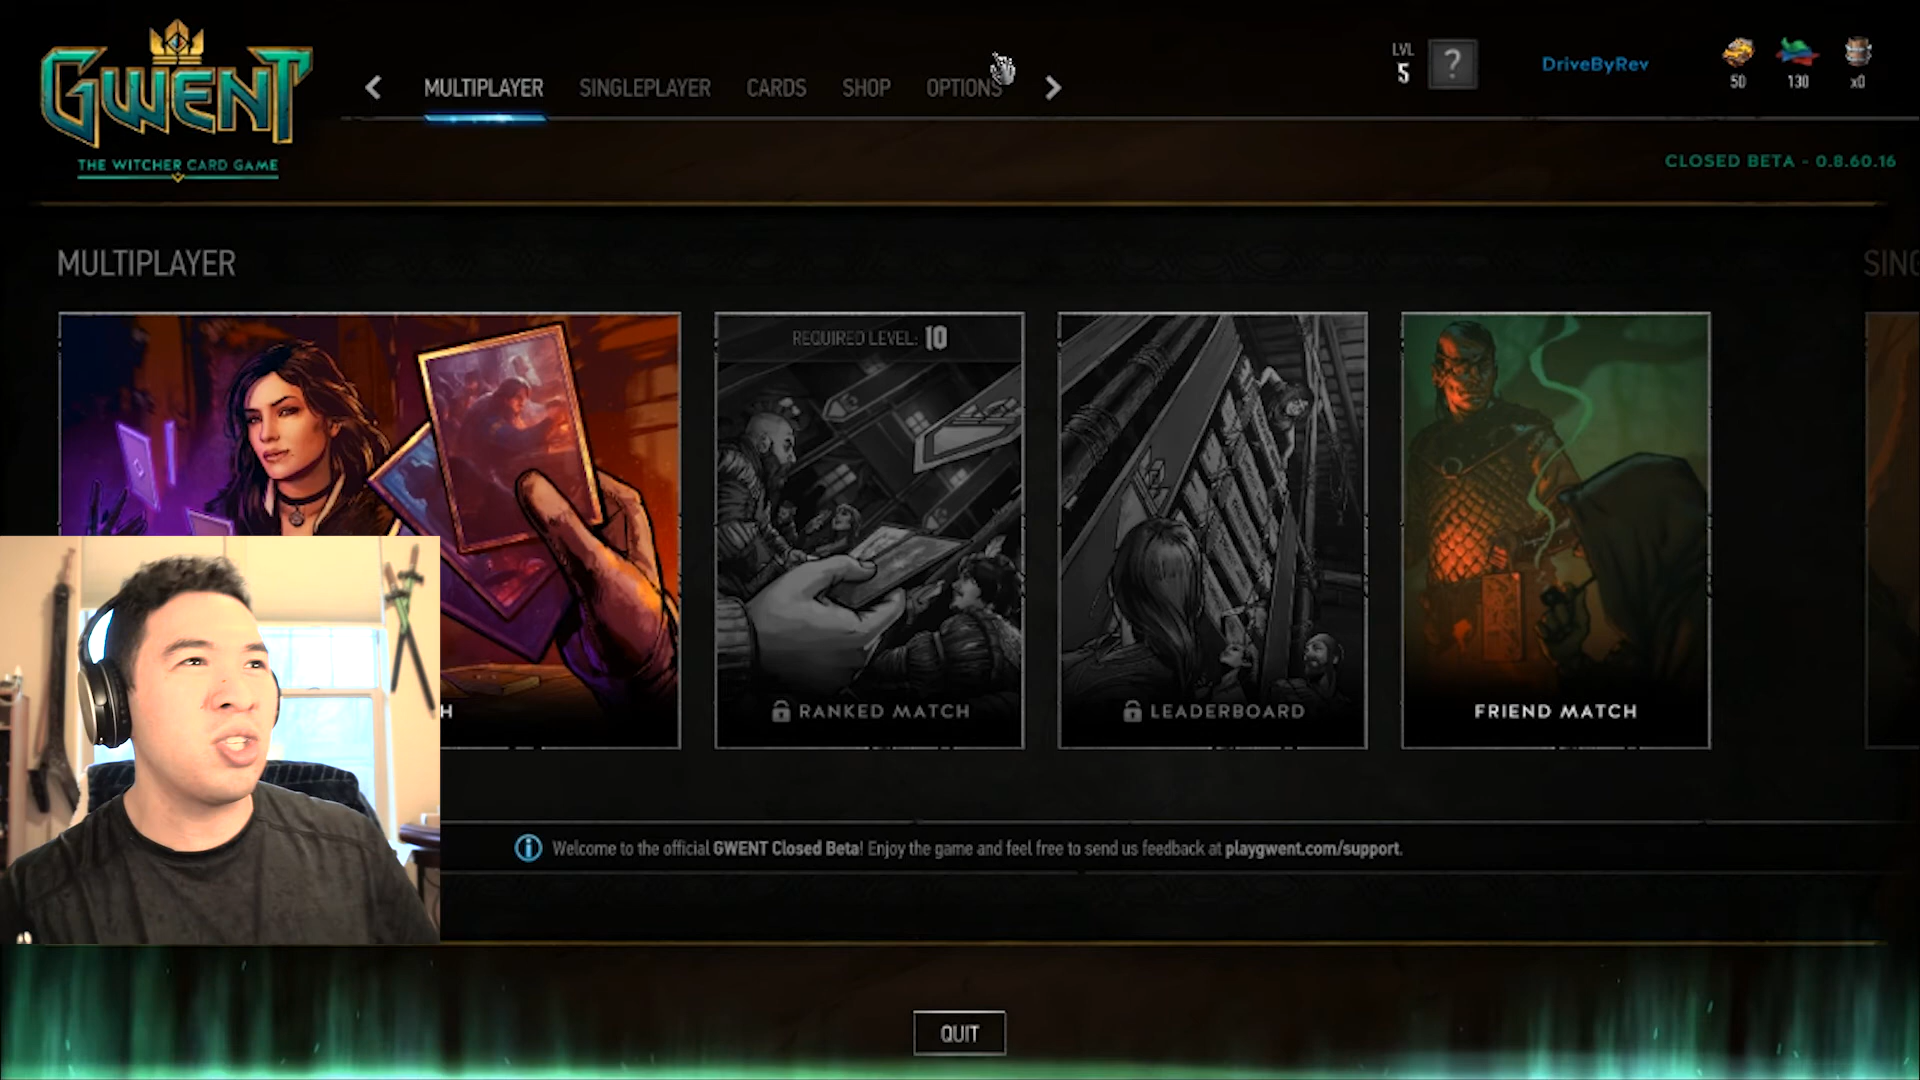 GWENT
THE WITCHER CARD GAME
MULTIPLAYER SINGLEPLAYER CARDS SHOP OPTIONS
LVL
5
?
DriveByRev
50 130 x0
CLOSED BETA - 0.8.60.16
MULTIPLAYER
SING
REQUIRED LEVEL: 10
H
RANKED MATCH
LEADERBOARD
FRIEND MATCH
Welcome to the official GWENT Closed Beta! Enjoy the game and feel free to send us feedback at playgwent.com/support.
QUIT